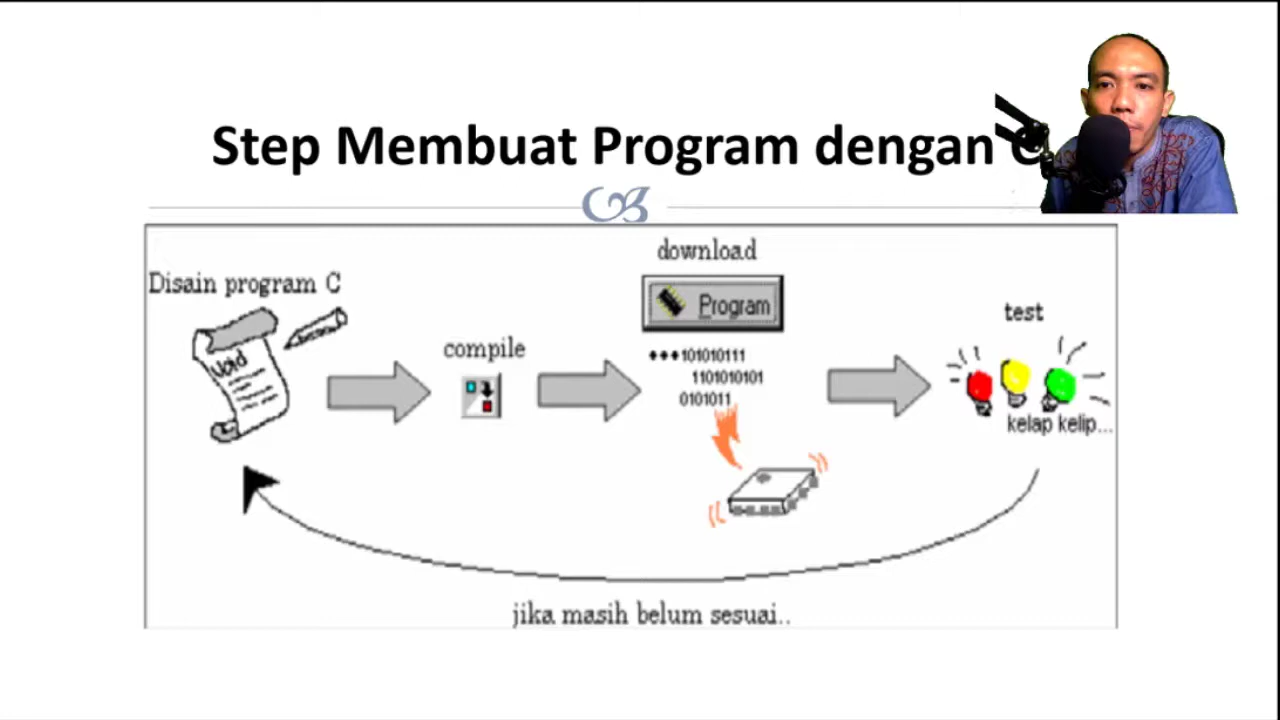 Step Membuat Program dengan C
download
Disain program C
Program
test
compile
Void
101010111
1101010101
0101011
kelap kelip...
jika masih belum sesuai..